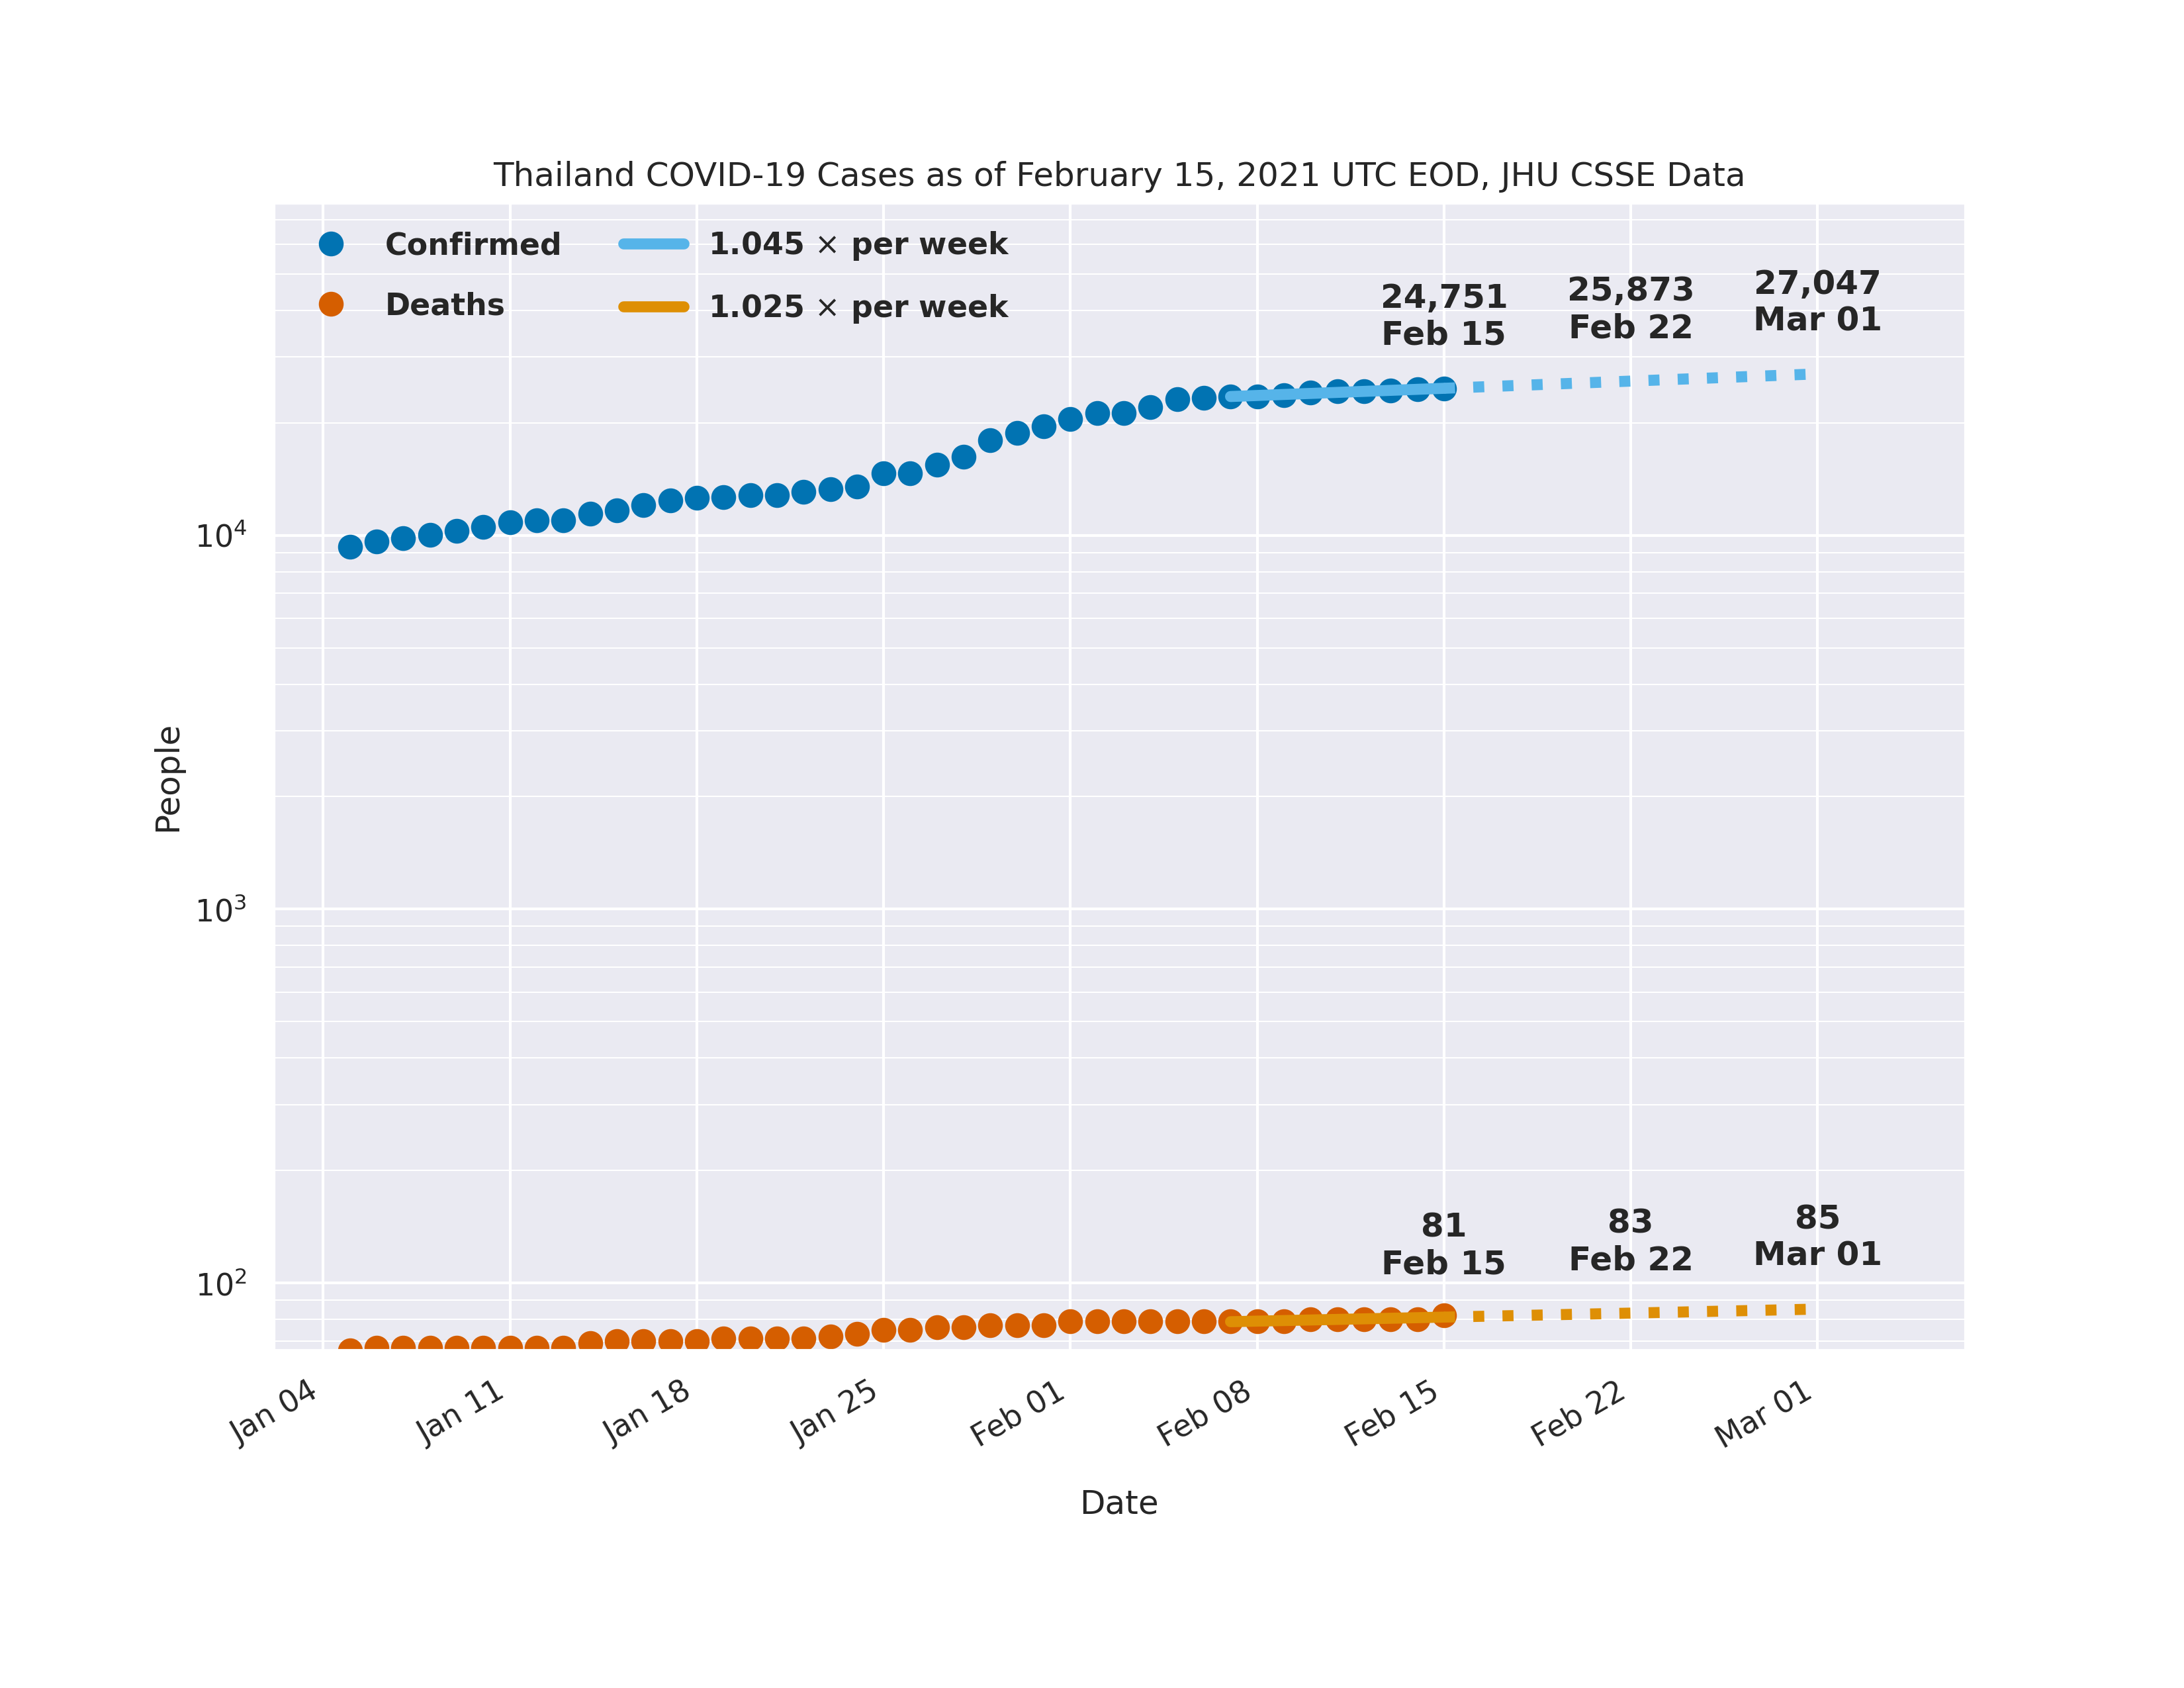 Thailand COVID-19 Cases as of February 15, 2021 UTC EOD, JHU CSSE Data
Confirmed
Deaths
1.045 × per week
1.025 × per week
24,751
Feb 15
25,873
Feb 22
27,047
Mar 01
10⁴
10³
10²
People
81
Feb 15
83
Feb 22
85
Mar 01
Jan 04
Jan 11
Jan 18
Jan 25
Feb 01
Feb 08
Feb 15
Feb 22
Mar 01
Date